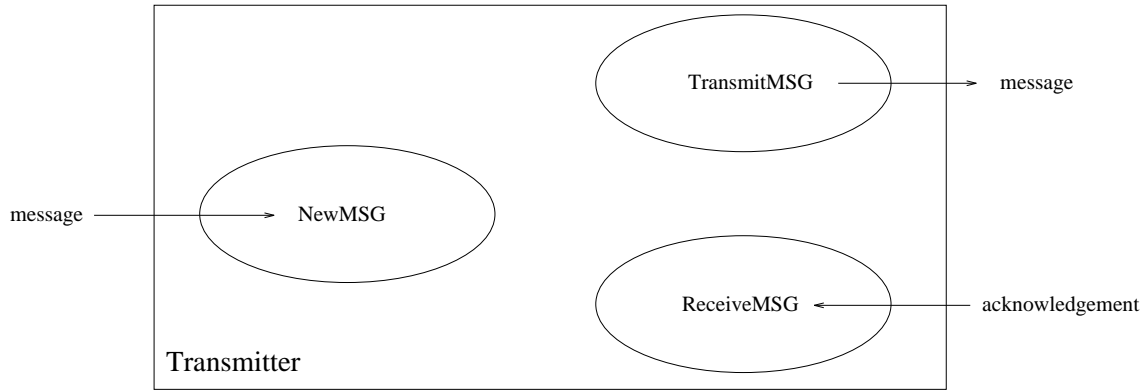 TransmitMSG
message
message
NewMSG
ReceiveMSG
acknowledgement
Transmitter